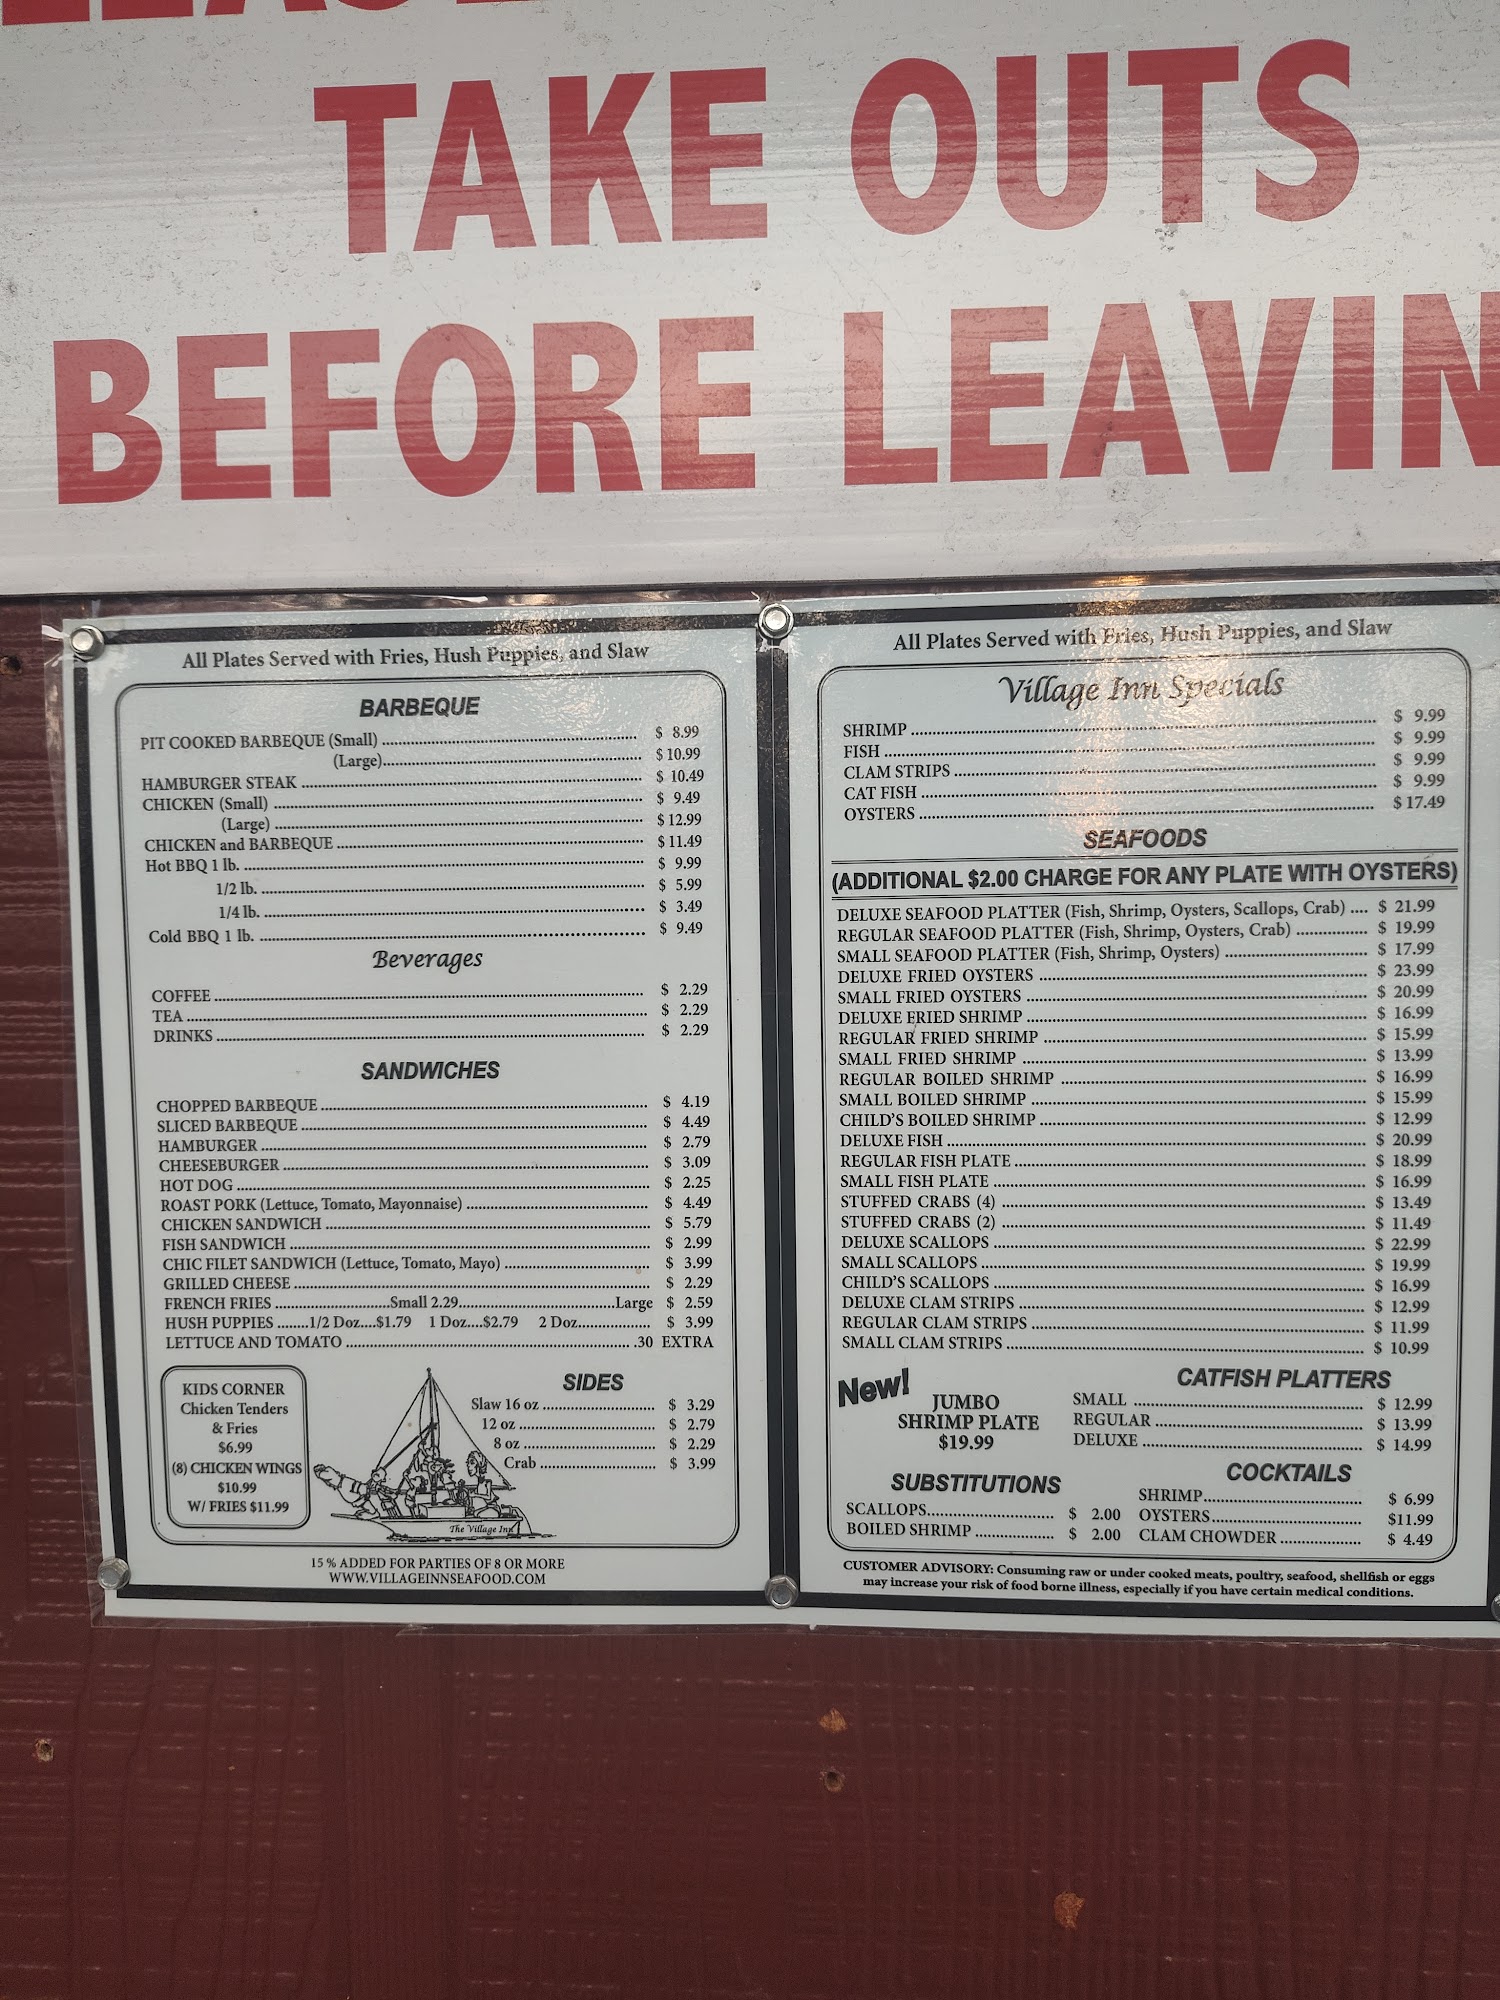 TAKE OUTS
BEFORE LEAVIN
All Plates Served with Fries, Hush Puppies, and Slaw
BARBEQUE
PIT COOKED BARBEQUE (Small) $ 8.99
(Large) $ 10.99
HAMBURGER STEAK $ 10.49
CHICKEN (Small) $ 9.49
(Large) $ 12.99
CHICKEN and BARBEQUE $ 11.49
Hot BBQ 1 lb. $ 9.99
1/2 lb. $ 5.99
1/4 lb. $ 3.49
Cold BBQ 1 lb. $ 9.49
Beverages
COFFEE $ 2.29
TEA $ 2.29
DRINKS $ 2.29
SANDWICHES
CHOPPED BARBEQUE $ 4.19
SLICED BARBEQUE $ 4.49
HAMBURGER $ 2.79
CHEESEBURGER $ 3.09
HOT DOG $ 2.25
ROAST PORK (Lettuce, Tomato, Mayonnaise) $ 4.49
CHICKEN SANDWICH $ 5.79
FISH SANDWICH $ 2.99
CHIC FILET SANDWICH (Lettuce, Tomato, Mayo) $ 3.99
GRILLED CHEESE $ 2.29
FRENCH FRIES Small 2.29 Large $ 2.59
HUSH PUPPIES 1/2 Doz....$1.79 1 Doz....$2.79 2 Doz. $ 3.99
LETTUCE AND TOMATO .30 EXTRA
KIDS CORNER
Chicken Tenders
& Fries
$6.99
(8) CHICKEN WINGS
$10.99
W/ FRIES $11.99
The Village Inn
SIDES
Slaw 16 oz $ 3.29
12 oz $ 2.79
8 oz $ 2.29
Crab $ 3.99
15 % ADDED FOR PARTIES OF 8 OR MORE
WWW.VILLAGEINNSEAFOOD.COM
All Plates Served with Fries, Hush Puppies, and Slaw
Village Inn Specials
SHRIMP $ 9.99
FISH $ 9.99
CLAM STRIPS $ 9.99
CAT FISH $ 9.99
OYSTERS $ 17.49
SEAFOODS
(ADDITIONAL $2.00 CHARGE FOR ANY PLATE WITH OYSTERS)
DELUXE SEAFOOD PLATTER (Fish, Shrimp, Oysters, Scallops, Crab) $ 21.99
REGULAR SEAFOOD PLATTER (Fish, Shrimp, Oysters, Crab) $ 19.99
SMALL SEAFOOD PLATTER (Fish, Shrimp, Oysters) $ 17.99
DELUXE FRIED OYSTERS $ 23.99
SMALL FRIED OYSTERS $ 20.99
DELUXE FRIED SHRIMP $ 16.99
REGULAR FRIED SHRIMP $ 15.99
SMALL FRIED SHRIMP $ 13.99
REGULAR BOILED SHRIMP $ 16.99
SMALL BOILED SHRIMP $ 15.99
CHILD'S BOILED SHRIMP $ 12.99
DELUXE FISH $ 20.99
REGULAR FISH PLATE $ 18.99
SMALL FISH PLATE $ 16.99
STUFFED CRABS (4) $ 13.49
STUFFED CRABS (2) $ 11.49
DELUXE SCALLOPS $ 22.99
SMALL SCALLOPS $ 19.99
CHILD'S SCALLOPS $ 16.99
DELUXE CLAM STRIPS $ 12.99
REGULAR CLAM STRIPS $ 11.99
SMALL CLAM STRIPS $ 10.99
New!
JUMBO
SHRIMP PLATE
$19.99
CATFISH PLATTERS
SMALL $ 12.99
REGULAR $ 13.99
DELUXE $ 14.99
SUBSTITUTIONS
SCALLOPS $ 2.00
BOILED SHRIMP $ 2.00
COCKTAILS
SHRIMP $ 6.99
OYSTERS $11.99
CLAM CHOWDER $ 4.49
CUSTOMER ADVISORY: Consuming raw or under cooked meats, poultry, seafood, shellfish or eggs
may increase your risk of food borne illness, especially if you have certain medical conditions.